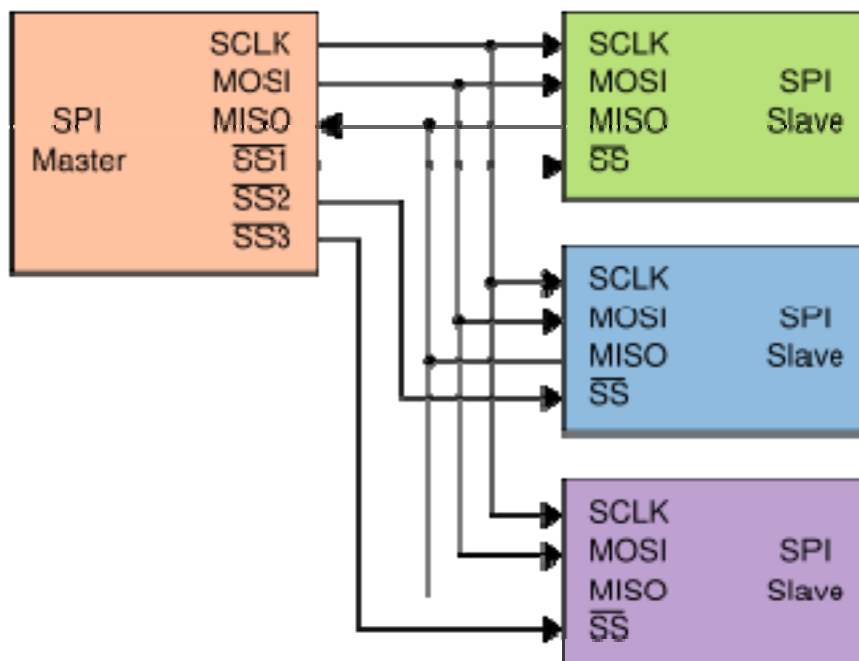 SCLK
MOSI
MISO
SS1
SS2
SS3
SPI
Master
SCLK
MOSI
MISO
SS
SPI
Slave
SCLK
MOSI
MISO
SS
SPI
Slave
SCLK
MOSI
MISO
SS
SPI
Slave